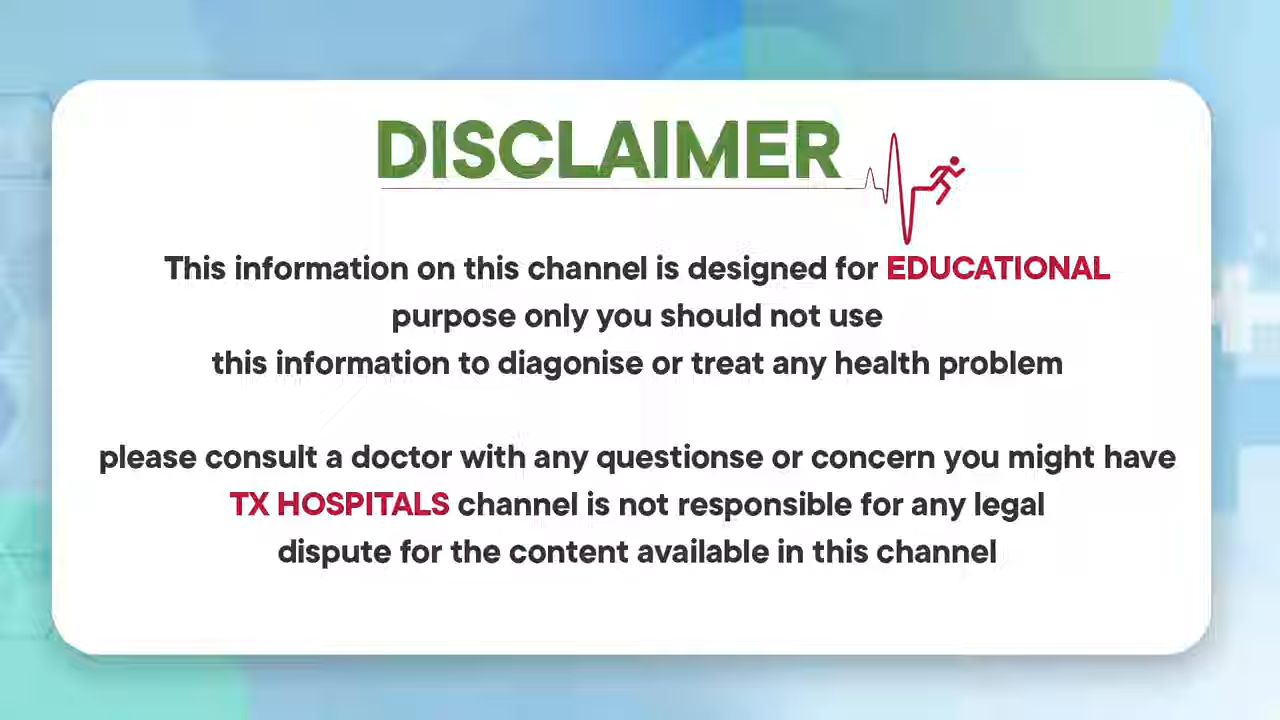 DISCLAIMER
This information on this channel is designed for EDUCATIONAL
purpose only you should not use
this information to diagonise or treat any health problem
please consult a doctor with any questionse or concern you might have
TX HOSPITALS channel is not responsible for any legal
dispute for the content available in this channel